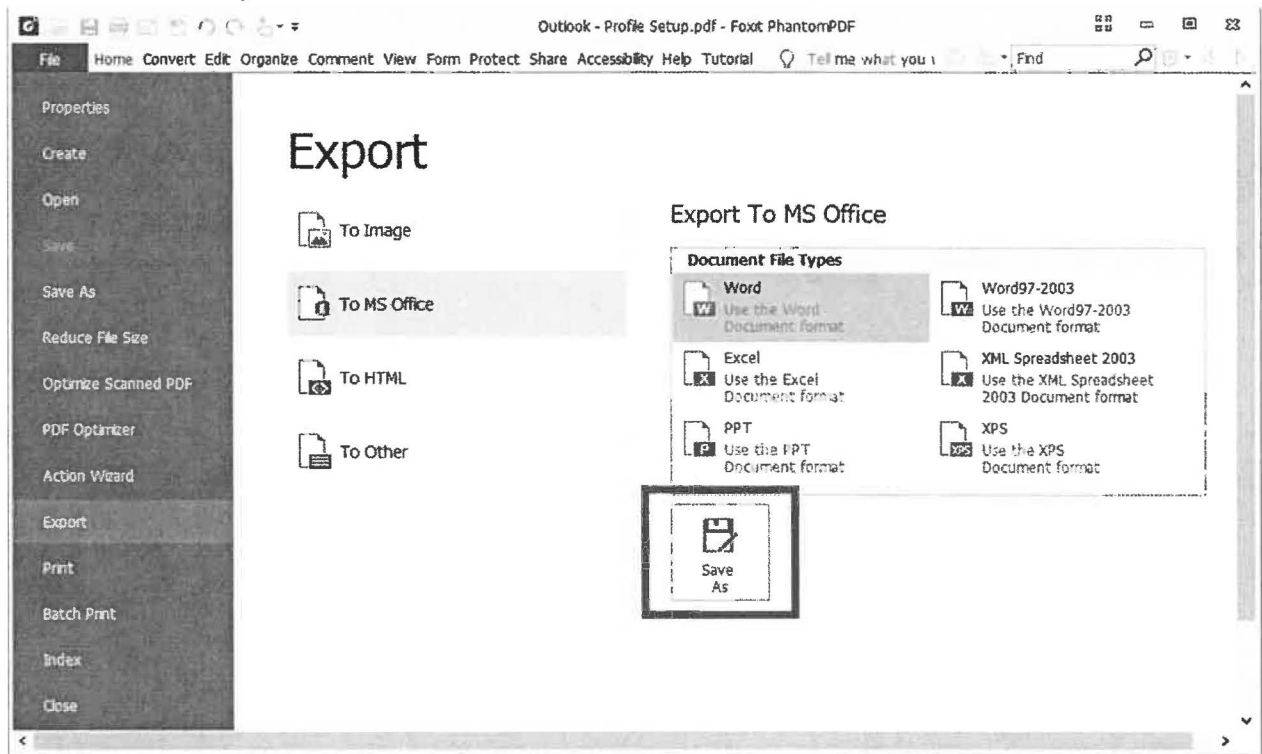 Outlook - Profile Setup.pdf - Foxit PhantomPDF
File Home Convert Edit Organize Comment View Form Protect Share Accessibility Help Tutorial Tell me what you Find
Properties
Create
Open
Save
Save As
Reduce File Size
Optimize Scanned PDF
PDF Optimizer
Action Wizard
Export
Print
Batch Print
Index
Close
Export
To Image
To MS Office
To HTML
To Other
Export To MS Office
Document File Types
Word
Use the Word
Document format
Word97-2003
Use the Word97-2003
Document format
Excel
Use the Excel
Document format
XML Spreadsheet 2003
Use the XML Spreadsheet
2003 Document format
PPT
Use the PPT
Document format
XPS
Use the XPS
Document format
Save
As